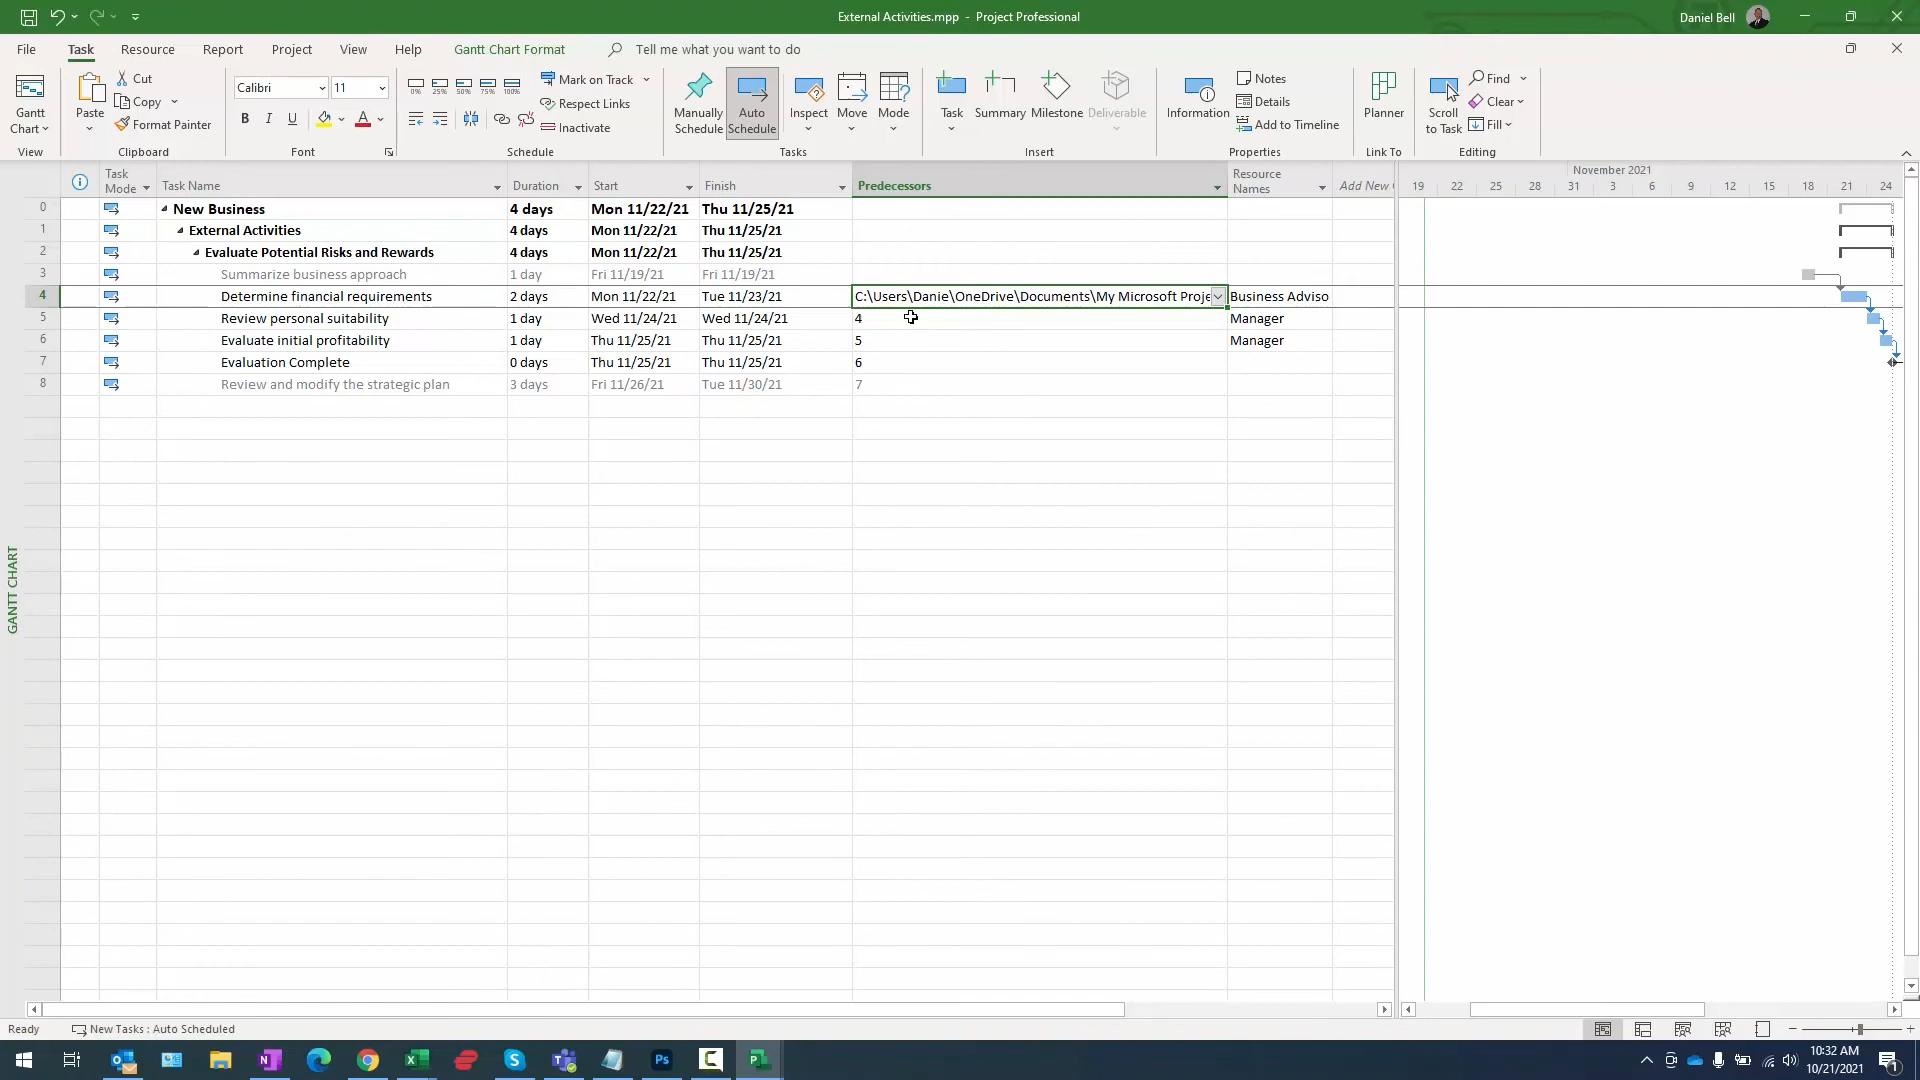 External Activities.mpp - Project Professional
Daniel Bell
File Task Resource Report Project View Help Gantt Chart Format Tell me what you want to do
Gantt Chart
View
Paste
Cut
Copy
Format Painter
Clipboard
Calibri 11
B I U A
Font
0% 25% 50% 75% 100%
Mark on Track
Respect Links
Inactivate
Schedule
Manually Schedule
Auto Schedule
Inspect
Move
Mode
Tasks
Task
Summary
Milestone
Deliverable
Insert
Information
Notes
Details
Add to Timeline
Properties
Planner
Link To
Scroll to Task
Find
Clear
Fill
Editing
Task Mode Task Name Duration Start Finish Predecessors Resource Names Add New
November 2021
19 22 25 28 31 3 6 9 12 15 18 21 24
0 New Business 4 days Mon 11/22/21 Thu 11/25/21
1 External Activities 4 days Mon 11/22/21 Thu 11/25/21
2 Evaluate Potential Risks and Rewards 4 days Mon 11/22/21 Thu 11/25/21
3 Summarize business approach 1 day Fri 11/19/21 Fri 11/19/21
4 Determine financial requirements 2 days Mon 11/22/21 Tue 11/23/21 C:\Users\Danie\OneDrive\Documents\My Microsoft Proje Business Adviso
5 Review personal suitability 1 day Wed 11/24/21 Wed 11/24/21 4 Manager
6 Evaluate initial profitability 1 day Thu 11/25/21 Thu 11/25/21 5 Manager
7 Evaluation Complete 0 days Thu 11/25/21 Thu 11/25/21 6
8 Review and modify the strategic plan 3 days Fri 11/26/21 Tue 11/30/21 7
GANTT CHART
Ready New Tasks : Auto Scheduled
10:32 AM
10/21/2021